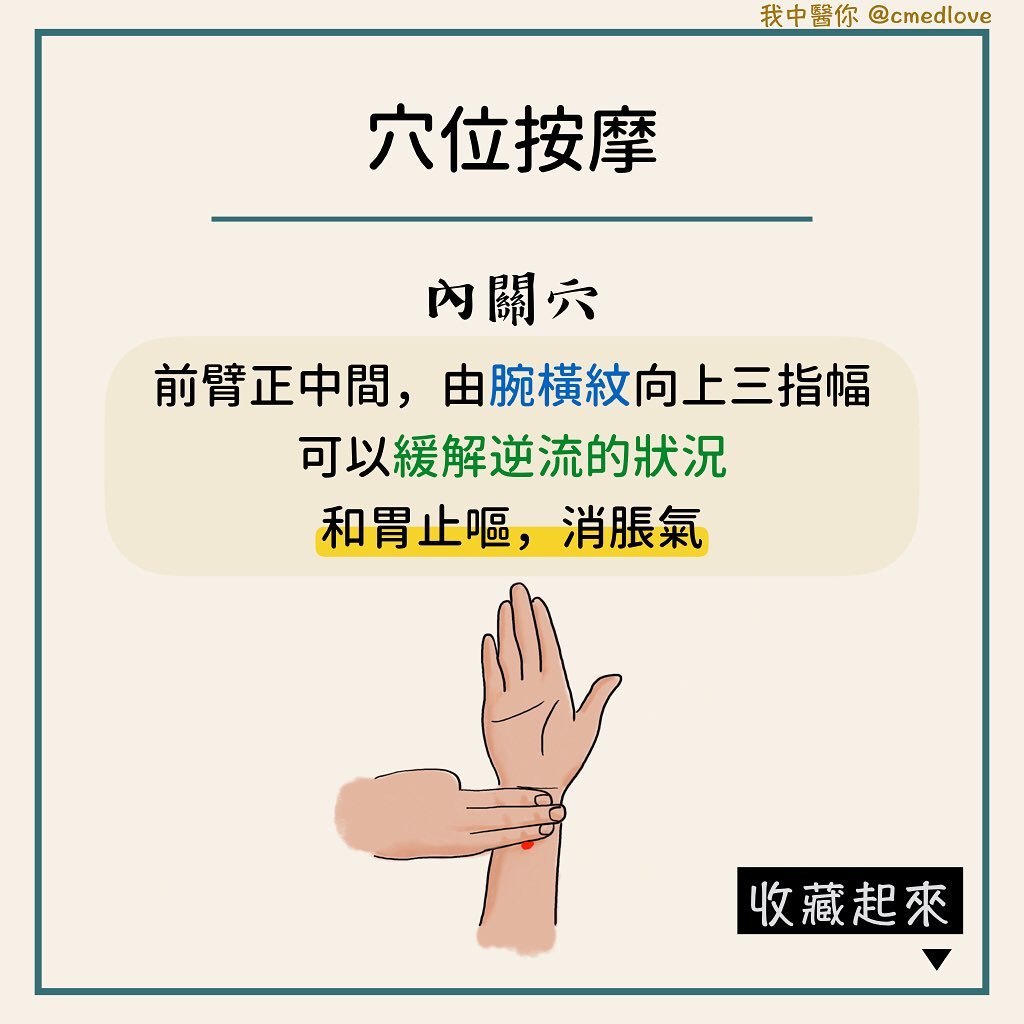 我中醫你 @cmedlove
穴位按摩
內關穴
前臂正中間，由腕橫紋向上三指幅
可以緩解逆流的狀況
和胃止嘔，消脹氣
收藏起來